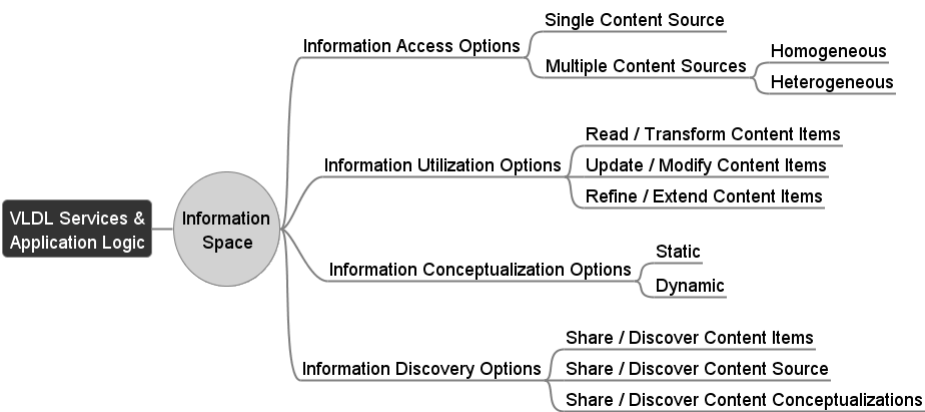 VLDL Services &
Application Logic
Information
Space
Information Access Options
Single Content Source
Multiple Content Sources
Homogeneous
Heterogeneous
Information Utilization Options
Read / Transform Content Items
Update / Modify Content Items
Refine / Extend Content Items
Information Conceptualization Options
Static
Dynamic
Information Discovery Options
Share / Discover Content Items
Share / Discover Content Source
Share / Discover Content Conceptualizations